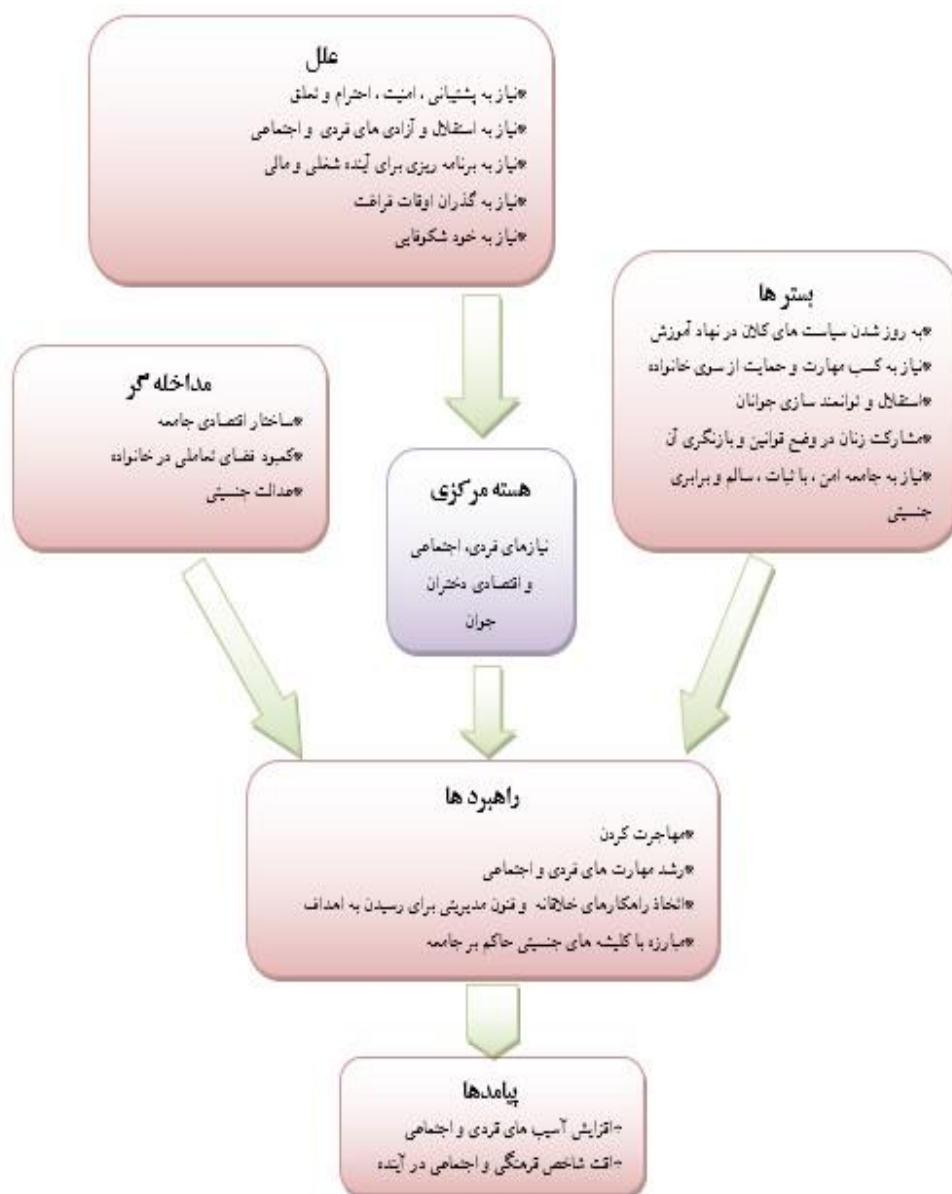 علل
*نیاز به پشتیبانی ، امنیت ، احترام و تعلق
*نیاز به استقلال و آزادی های فردی و اجتماعی
*نیاز به برنامه ریزی برای آینده شغلی و مالی
*نیاز به گذران اوقات فراغت
*نیاز به خود شکوفایی
بستر ها
*به روز شدن سیاست های کلان در نهاد آموزش
*نیاز به کسب مهارت و حمایت از سوی خانواده
*استقلال و توانمند سازی جوانان
*مشارکت زنان در وضع قوانین و بازنگری آن
*نیاز به جامعه امن ، با ثبات ، سالم و برابری
جنسیتی
مداخله گر
*ساختار اقتصادی جامعه
*کمبود فضای تعاملی در خانواده
*عدالت جنسیتی
هسته مرکزی
نیازهای فردی، اجتماعی
و اقتصادی دختران
جوان
راهبرد ها
*مهاجرت کردن
*رشد مهارت های فردی و اجتماعی
*اتخاذ راهکارهای خلاقانه و فنون مدیریتی برای رسیدن به اهداف
*مبارزه با کلیشه های جنسیتی حاکم بر جامعه
پیامدها
+افزایش آسیب های فردی و اجتماعی
+افت شاخص فرهنگی و اجتماعی در آینده